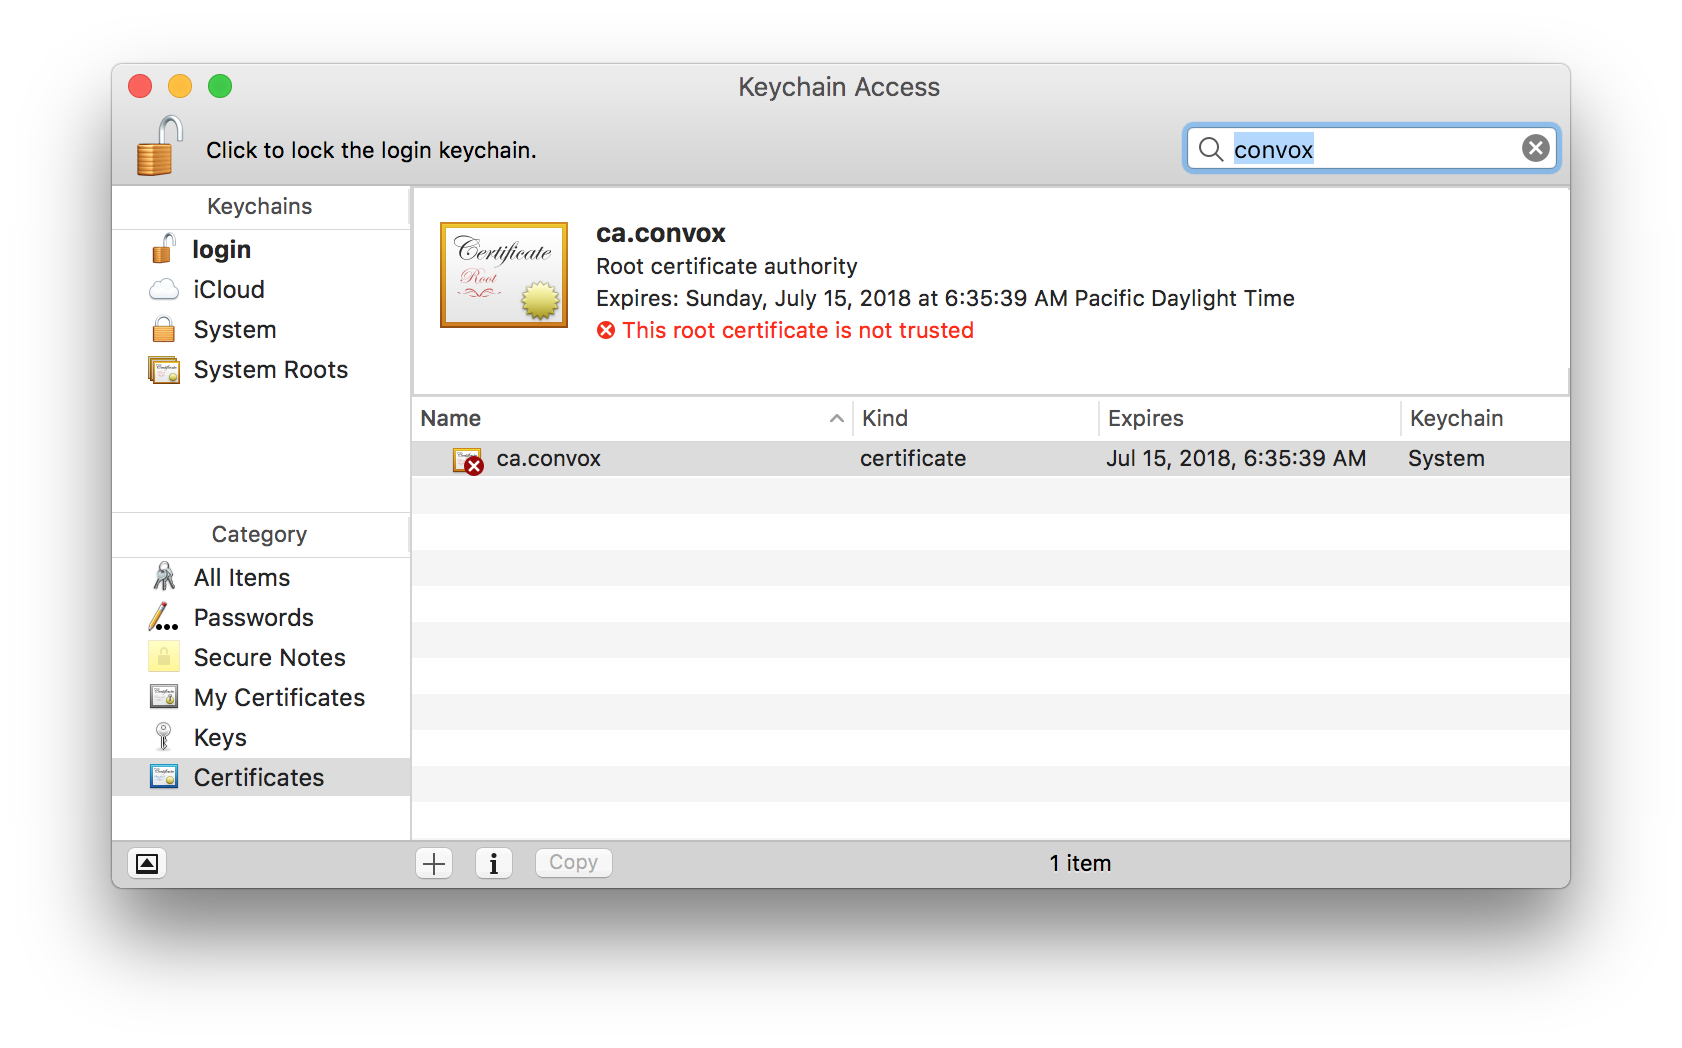 Keychain Access
Click to lock the login keychain.
convox
Keychains
login
iCloud
System
System Roots
Certificate
Root
ca.convox
Root certificate authority
Expires: Sunday, July 15, 2018 at 6:35:39 AM Pacific Daylight Time
This root certificate is not trusted
Name Kind Expires Keychain
ca.convox certificate Jul 15, 2018, 6:35:39 AM System
Category
All Items
Passwords
Secure Notes
My Certificates
Keys
Certificates
Copy
1 item